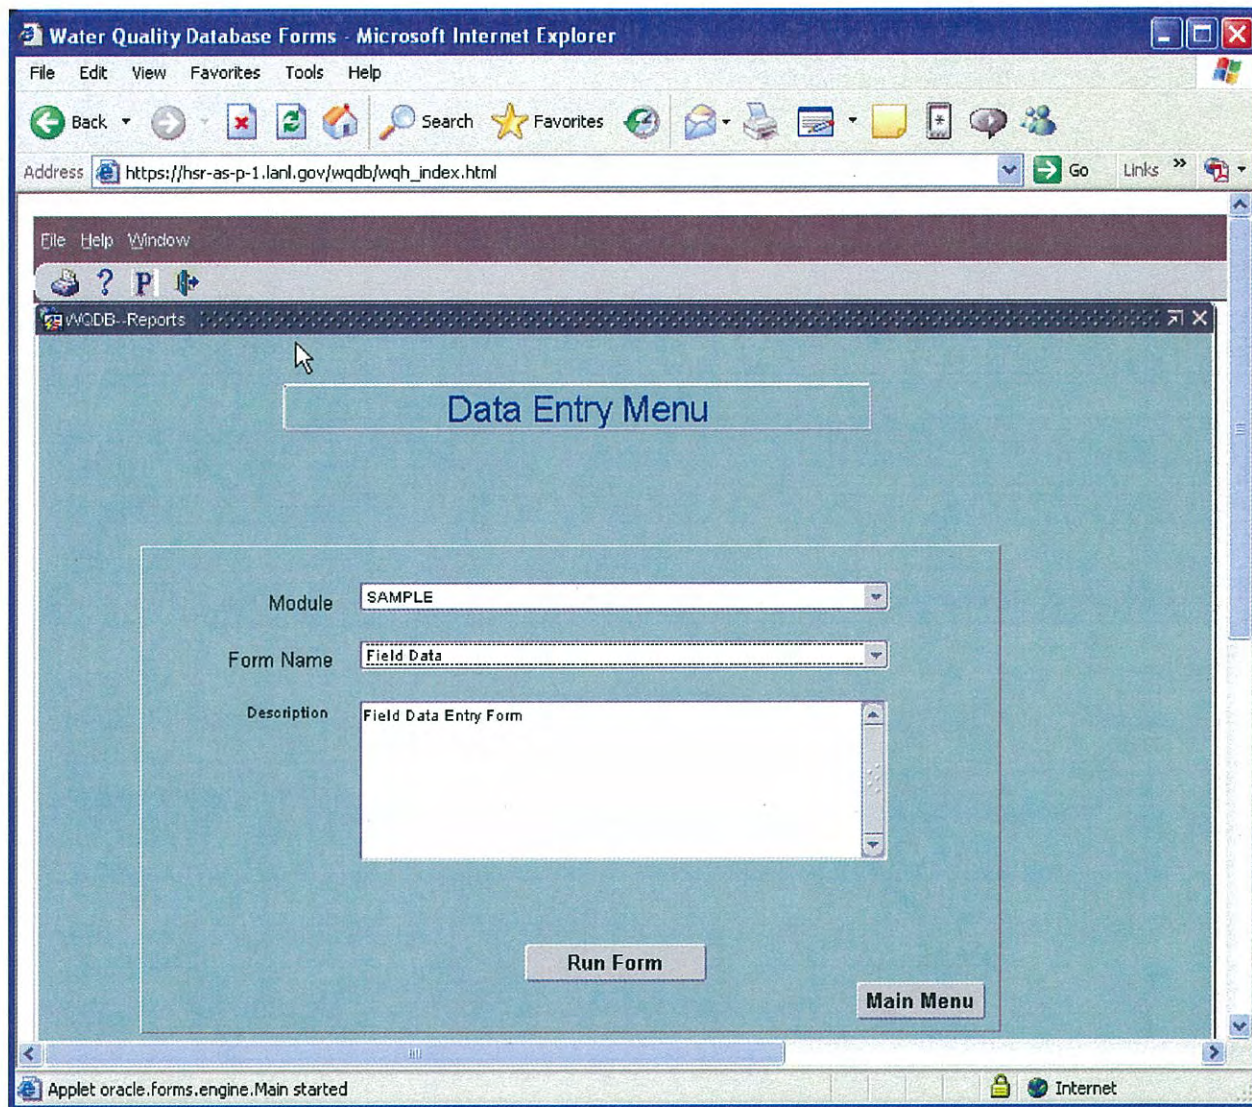 Water Quality Database Forms - Microsoft Internet Explorer
File Edit View Favorites Tools Help
Back Search Favorites
Address https://hsr-as-p-1.lanl.gov/wqdb/wqh_index.html Go Links »
File Help Window
? P
WQDB--Reports
Data Entry Menu
Module SAMPLE
Form Name Field Data
Description Field Data Entry Form
Run Form
Main Menu
Applet oracle.forms.engine.Main started Internet